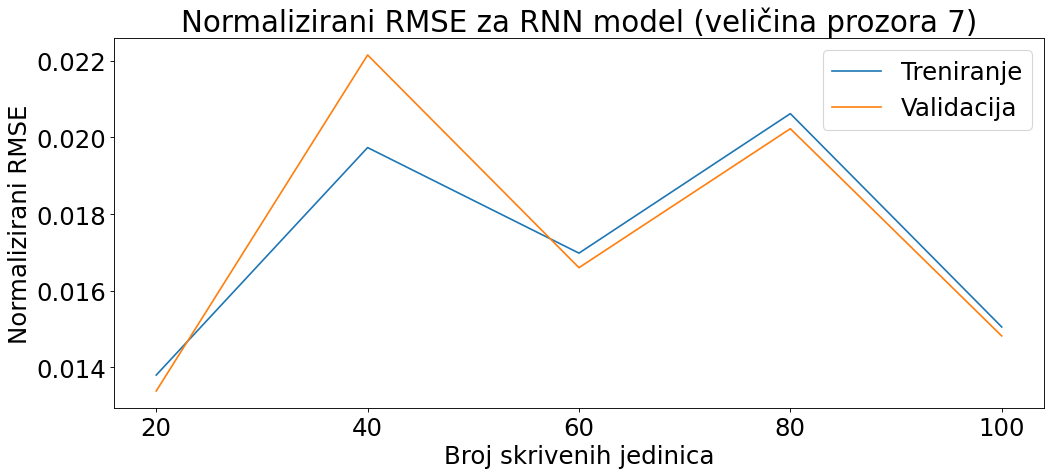 Normalizirani RMSE za RNN model (veličina prozora 7)
Normalizirani RMSE
0.022
0.020
0.018
0.016
0.014
Treniranje
Validacija
20 40 60 80 100
Broj skrivenih jedinica